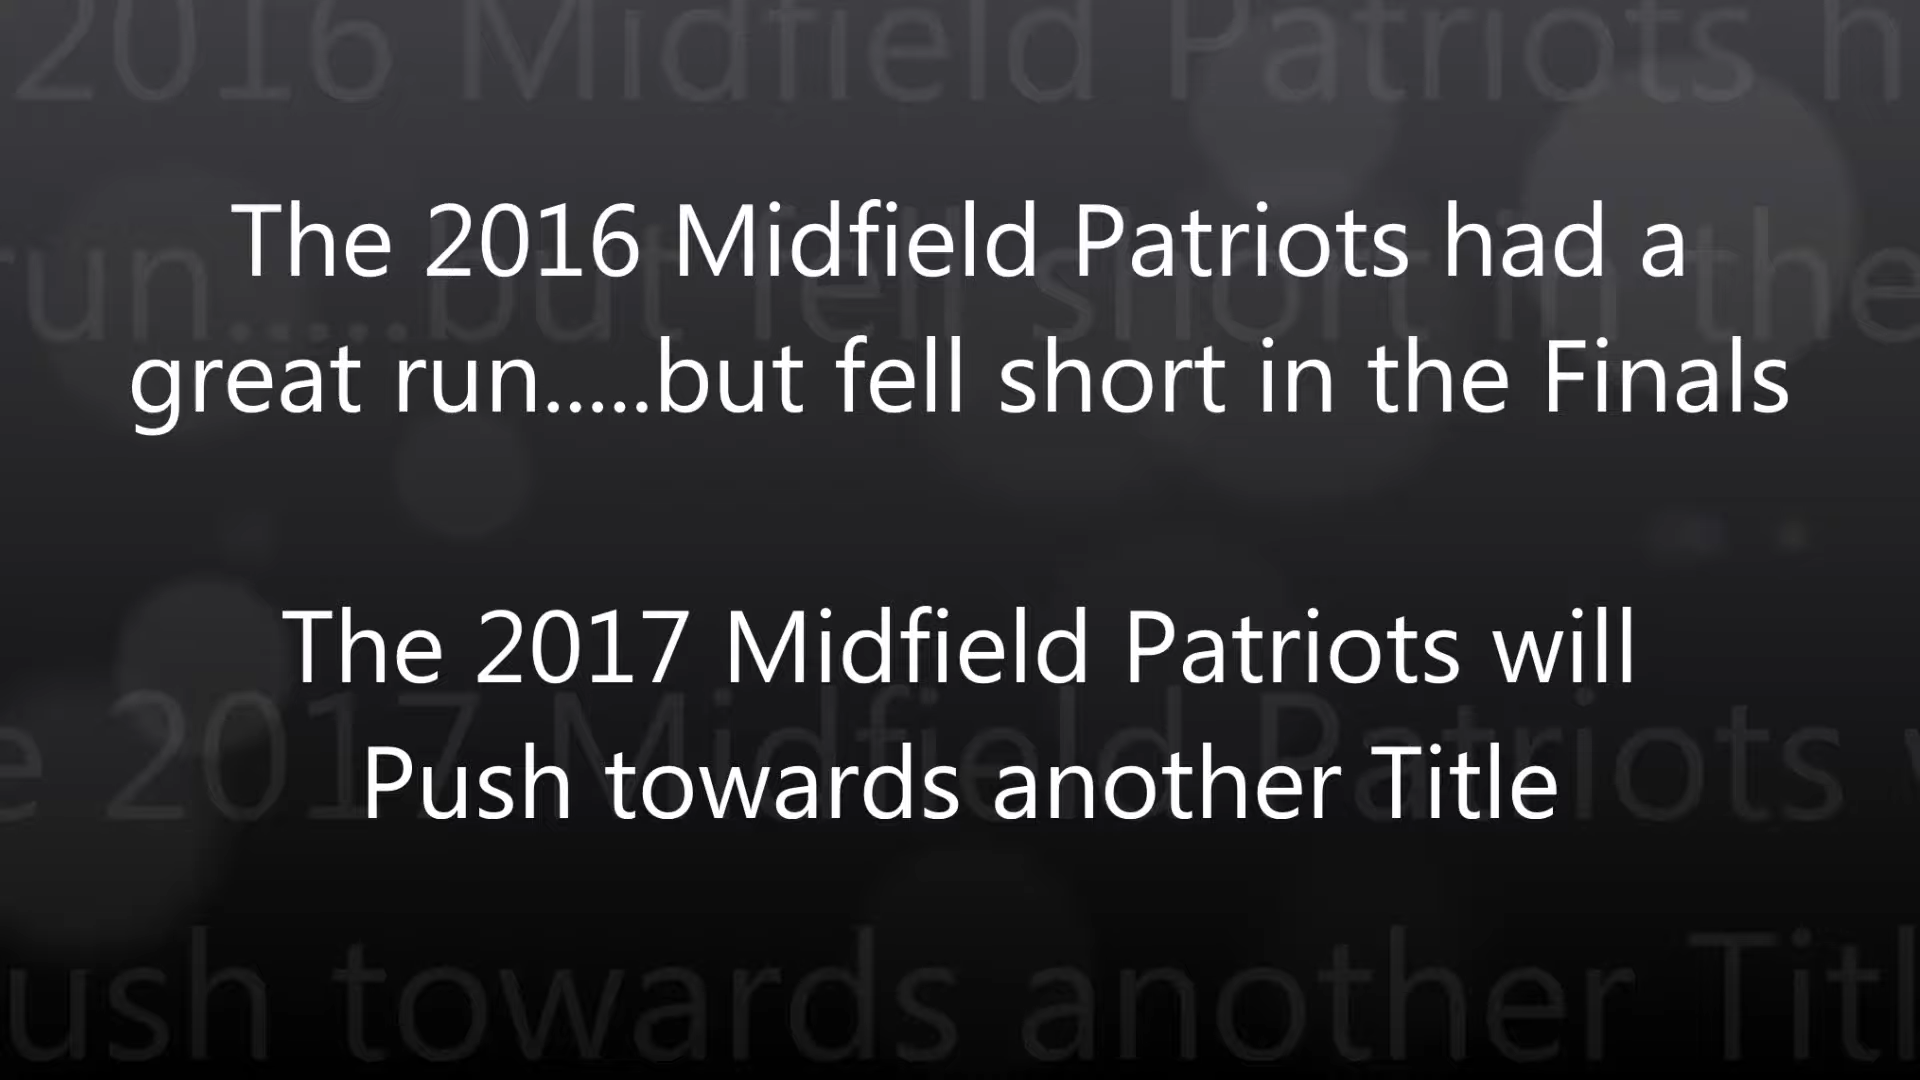 The 2016 Midfield Patriots had a
great run.....but fell short in the Finals
The 2017 Midfield Patriots will
Push towards another Title